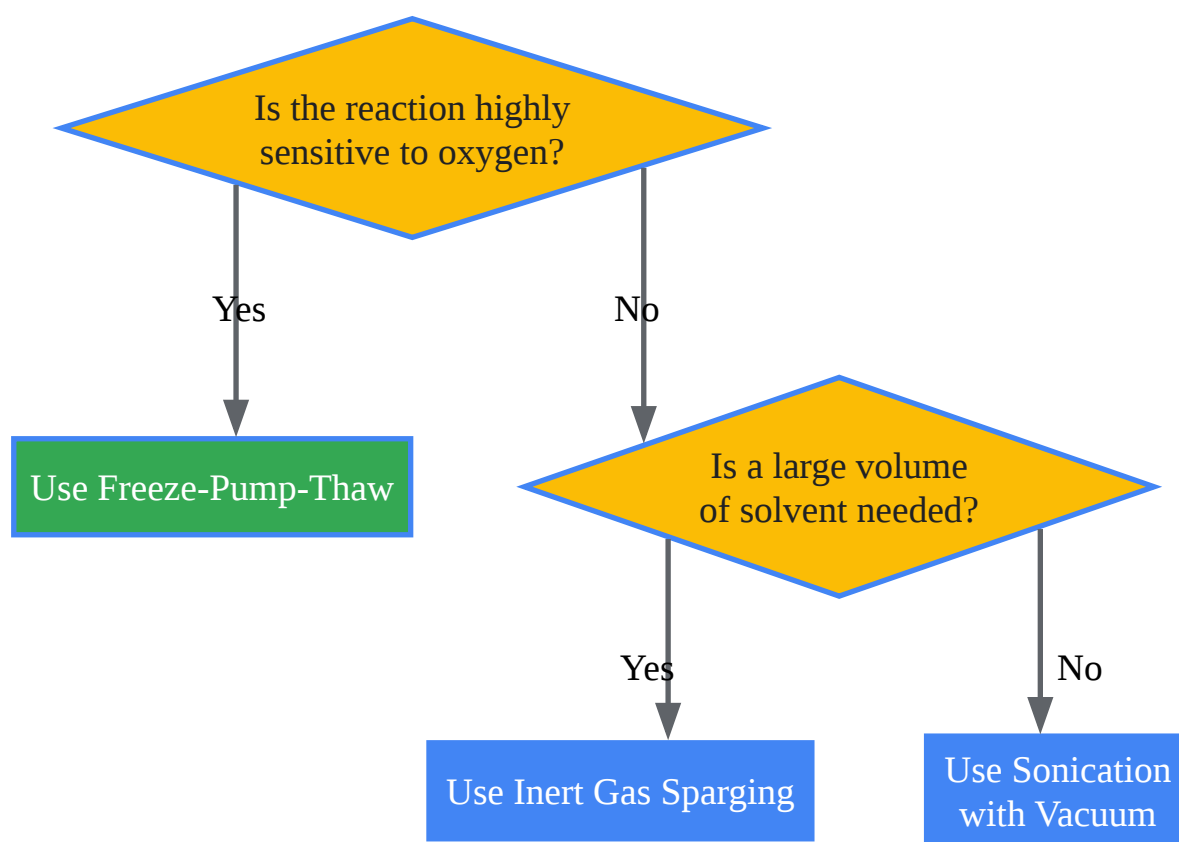 Is the reaction highly
sensitive to oxygen?
Yes
No
Use Freeze-Pump-Thaw
Is a large volume
of solvent needed?
Yes
No
Use Inert Gas Sparging
Use Sonication
with Vacuum